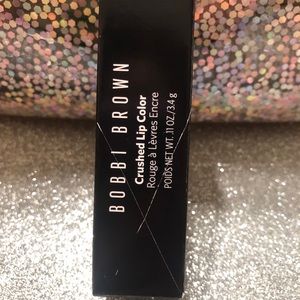 BOBBI BROWN
Crushed Lip Color
Rouge à Lèvres Encre
POIDS NET WT. .11 OZ/3.4 g